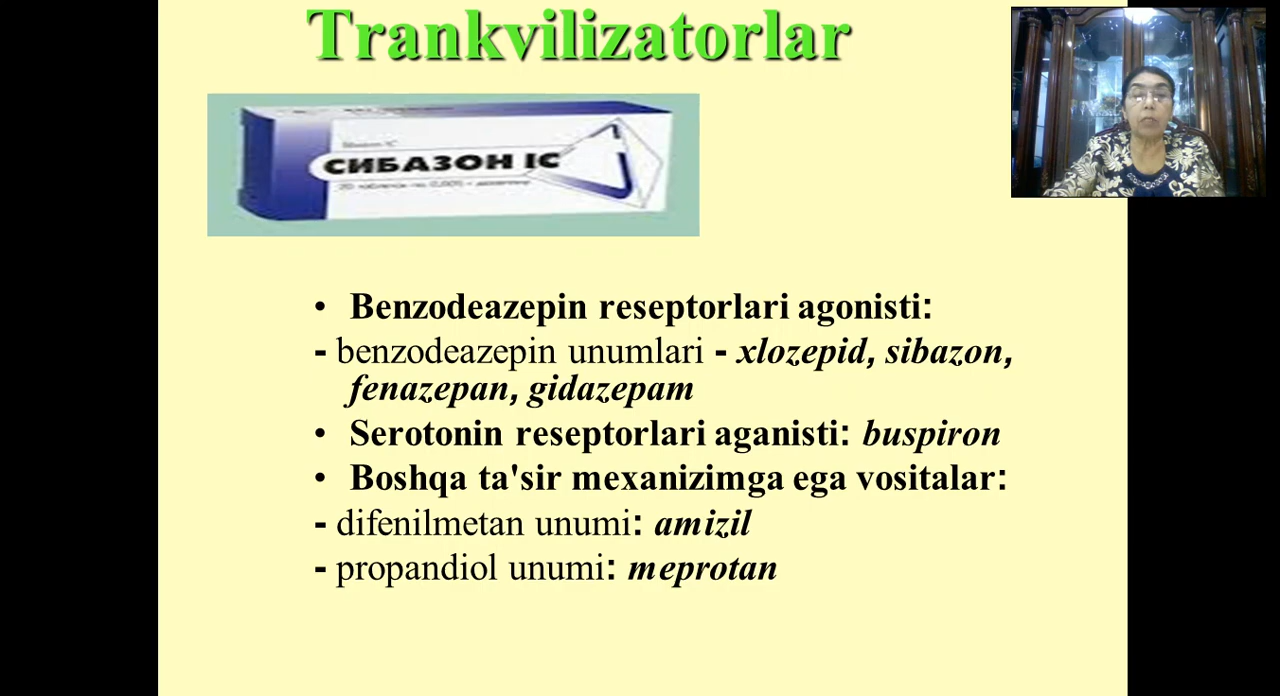 Trankvilizatorlar
СИБАЗОН ІС
• Benzodeazepin reseptorlari agonisti:
- benzodeazepin unumlari - xlozepid, sibazon,
fenazepan, gidazepam
• Serotonin reseptorlari aganisti: buspiron
• Boshqa ta'sir mexanizimga ega vositalar:
- difenilmetan unumi: amizil
- propandiol unumi: meprotan